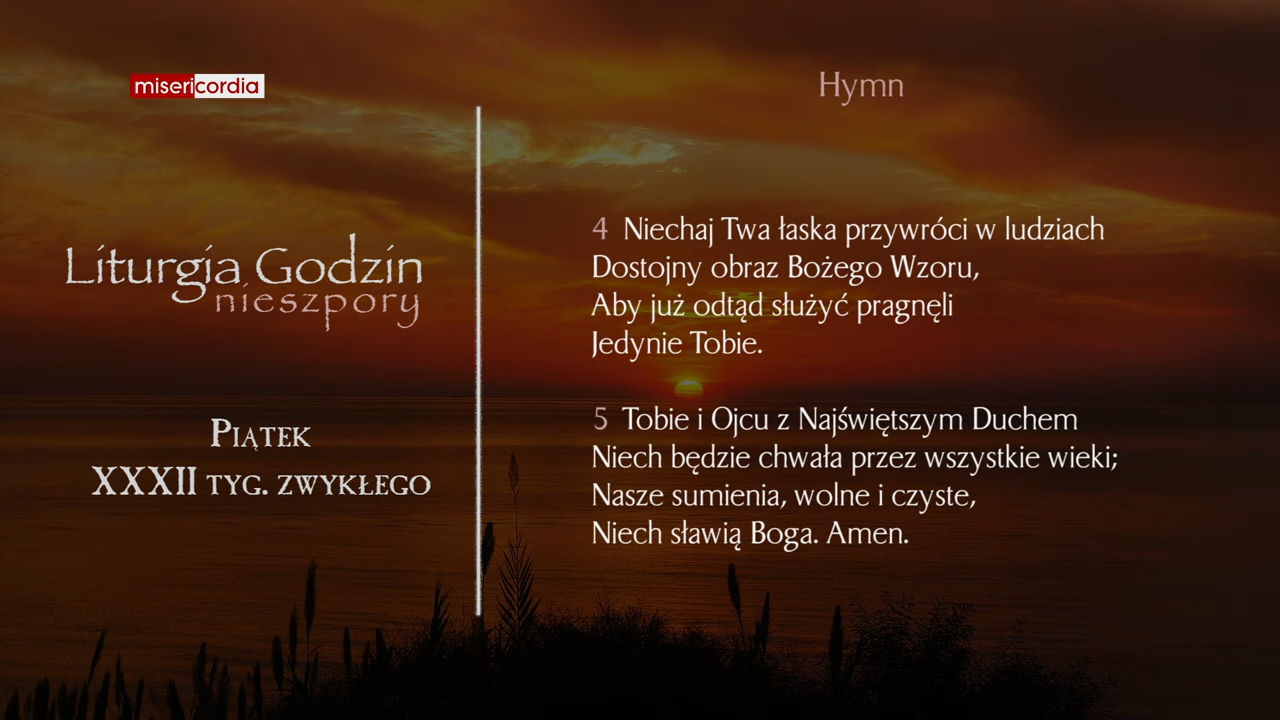 misericordia
Liturgia Godzin
nieszpory
Piątek
XXXII tyg. zwykłego
Hymn
4 Niechaj Twa łaska przywróci w ludziach
Dostojny obraz Bożego Wzoru,
Aby już odtąd służyć pragnęli
Jedynie Tobie.
5 Tobie i Ojcu z Najświętszym Duchem
Niech będzie chwała przez wszystkie wieki;
Nasze sumienia, wolne i czyste,
Niech sławią Boga. Amen.